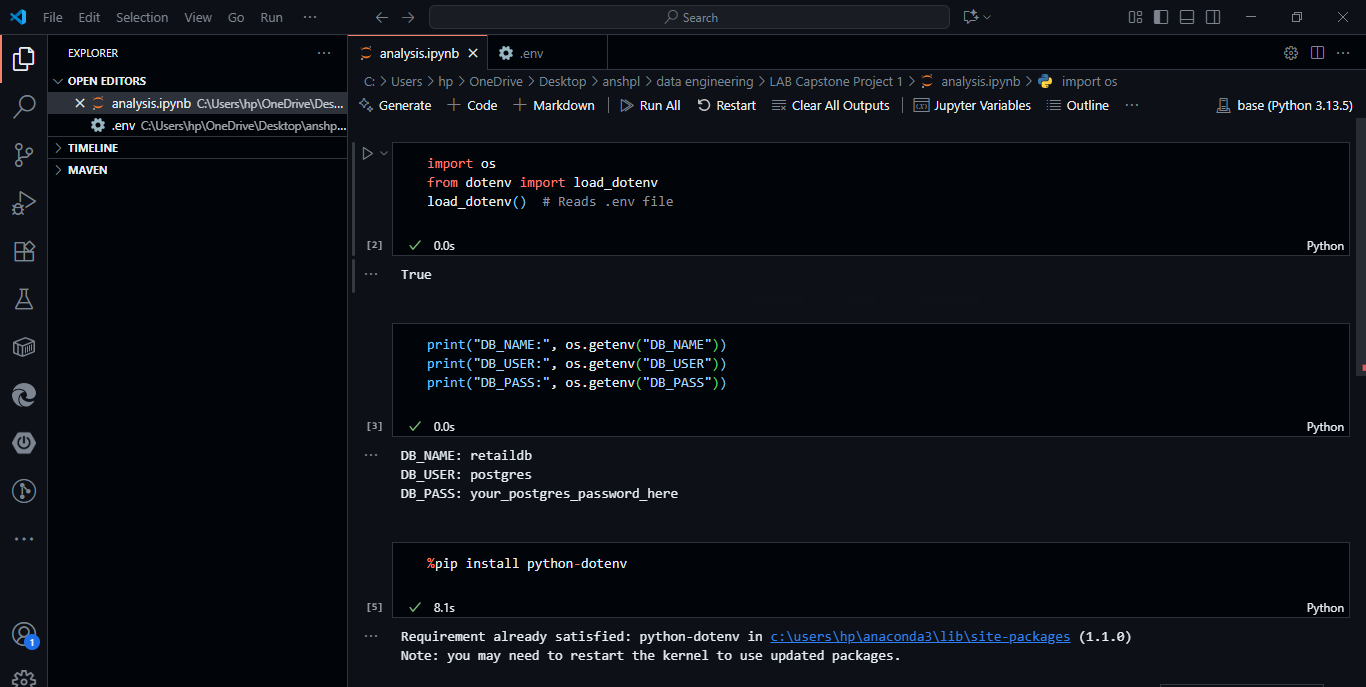 File Edit Selection View Go Run ··· Search
EXPLORER ···
OPEN EDITORS
analysis.ipynb C:\Users\hp\OneDrive\Des...
.env C:\Users\hp\OneDrive\Desktop\anshp...
TIMELINE
MAVEN
1
analysis.ipynb .env
C: > Users > hp > OneDrive > Desktop > anshpl > data engineering > LAB Capstone Project 1 > analysis.ipynb > import os
Generate + Code + Markdown Run All Restart Clear All Outputs Jupyter Variables Outline ··· base (Python 3.13.5)
import os
from dotenv import load_dotenv
load_dotenv()  # Reads .env file
[2] 0.0s Python
True
print("DB_NAME:", os.getenv("DB_NAME"))
print("DB_USER:", os.getenv("DB_USER"))
print("DB_PASS:", os.getenv("DB_PASS"))
[3] 0.0s Python
DB_NAME: retaildb
DB_USER: postgres
DB_PASS: your_postgres_password_here
%pip install python-dotenv
[5] 8.1s Python
Requirement already satisfied: python-dotenv in c:\users\hp\anaconda3\lib\site-packages (1.1.0)
Note: you may need to restart the kernel to use updated packages.